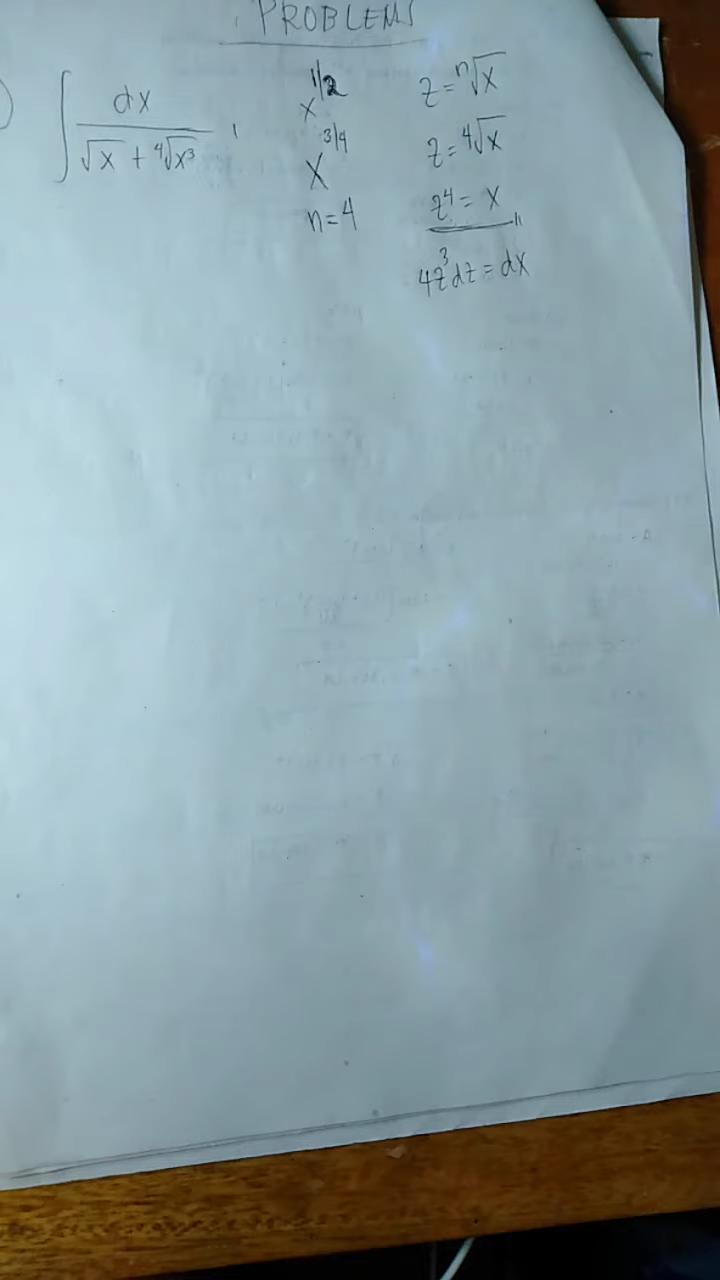 PROBLEMS
) ∫ dx / (√x + ⁴√x³) ,
x^1/2
x^3/4
n=4
z = ⁿ√x
z = ⁴√x
z⁴ = x
4z³dz = dx